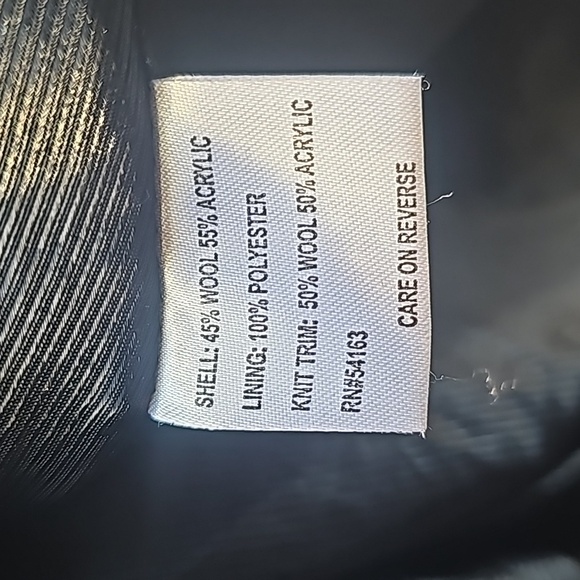 SHELL: 45% WOOL 55% ACRYLIC
LINING: 100% POLYESTER
KNIT TRIM: 50% WOOL 50% ACRYLIC
RN#54163
CARE ON REVERSE